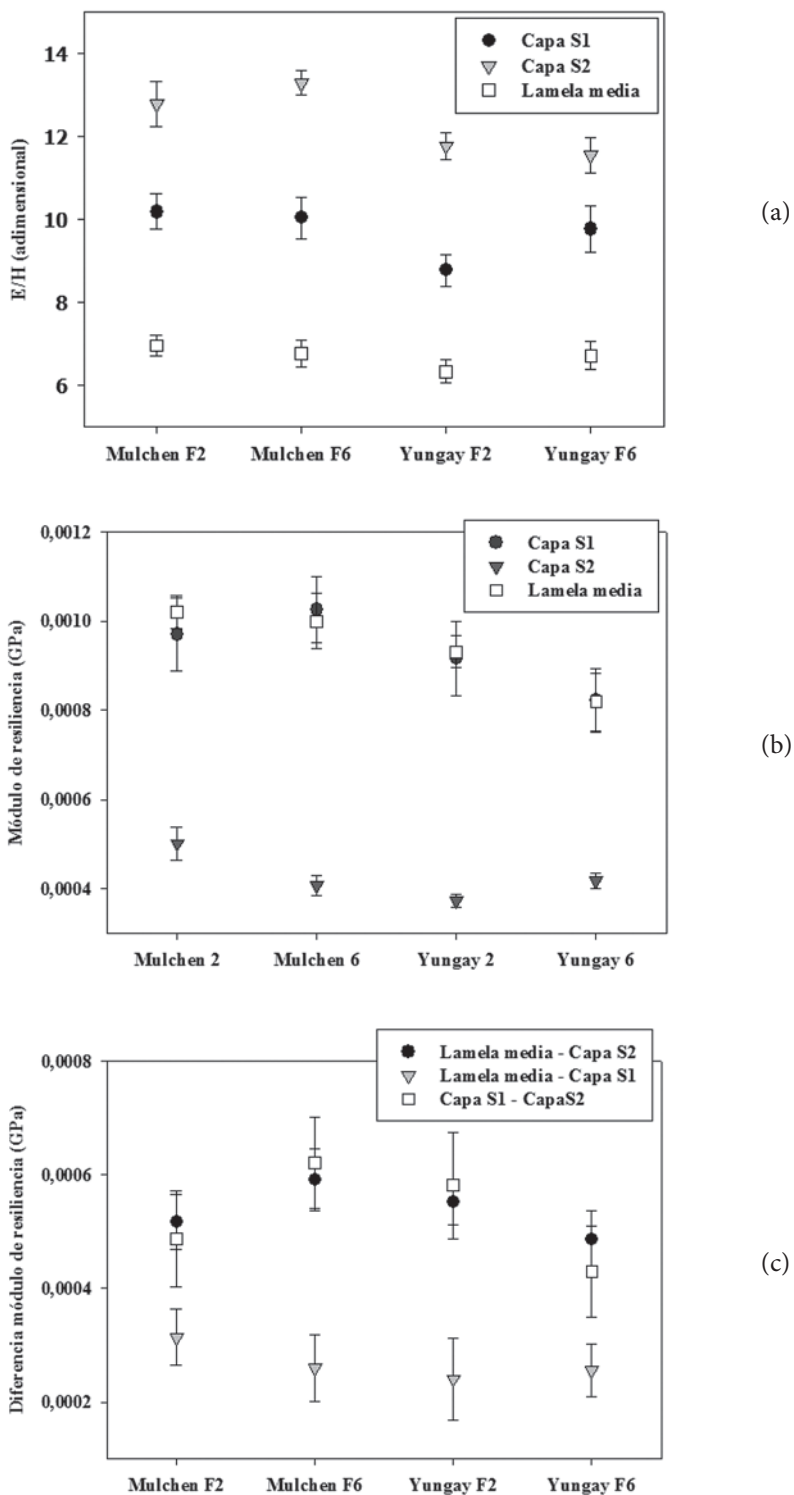 Capa S1
Capa S2
Lamela media
14
12
10
8
6
E/H (adimensional)
Mulchen F2 Mulchen F6 Yungay F2 Yungay F6
(a)
Capa S1
Capa S2
Lamela media
0,0012
0,0010
0,0008
0,0006
0,0004
Módulo de resiliencia (GPa)
Mulchen 2 Mulchen 6 Yungay 2 Yungay 6
(b)
Lamela media - Capa S2
Lamela media - Capa S1
Capa S1 - CapaS2
0,0008
0,0006
0,0004
0,0002
Diferencia módulo de resiliencia (GPa)
Mulchen F2 Mulchen F6 Yungay F2 Yungay F6
(c)